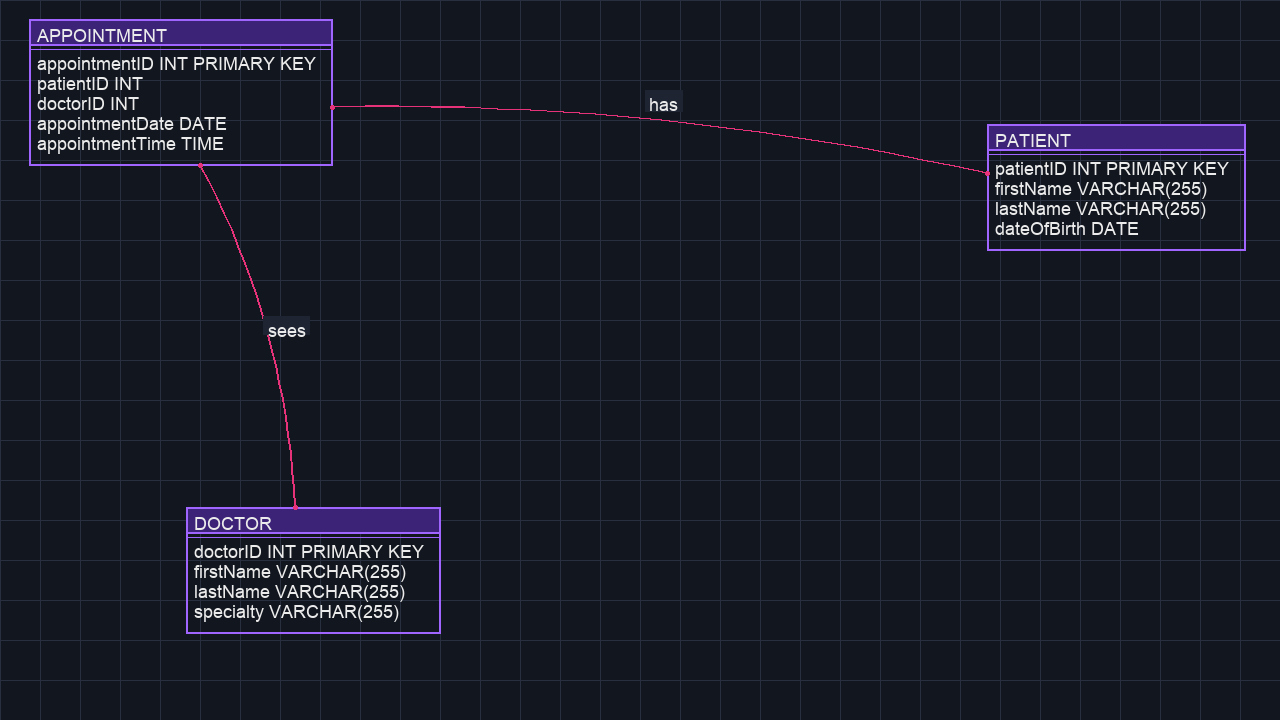 APPOINTMENT
appointmentID INT PRIMARY KEY
patientID INT
doctorID INT
appointmentDate DATE
appointmentTime TIME
has
PATIENT
patientID INT PRIMARY KEY
firstName VARCHAR(255)
lastName VARCHAR(255)
dateOfBirth DATE
sees
DOCTOR
doctorID INT PRIMARY KEY
firstName VARCHAR(255)
lastName VARCHAR(255)
specialty VARCHAR(255)